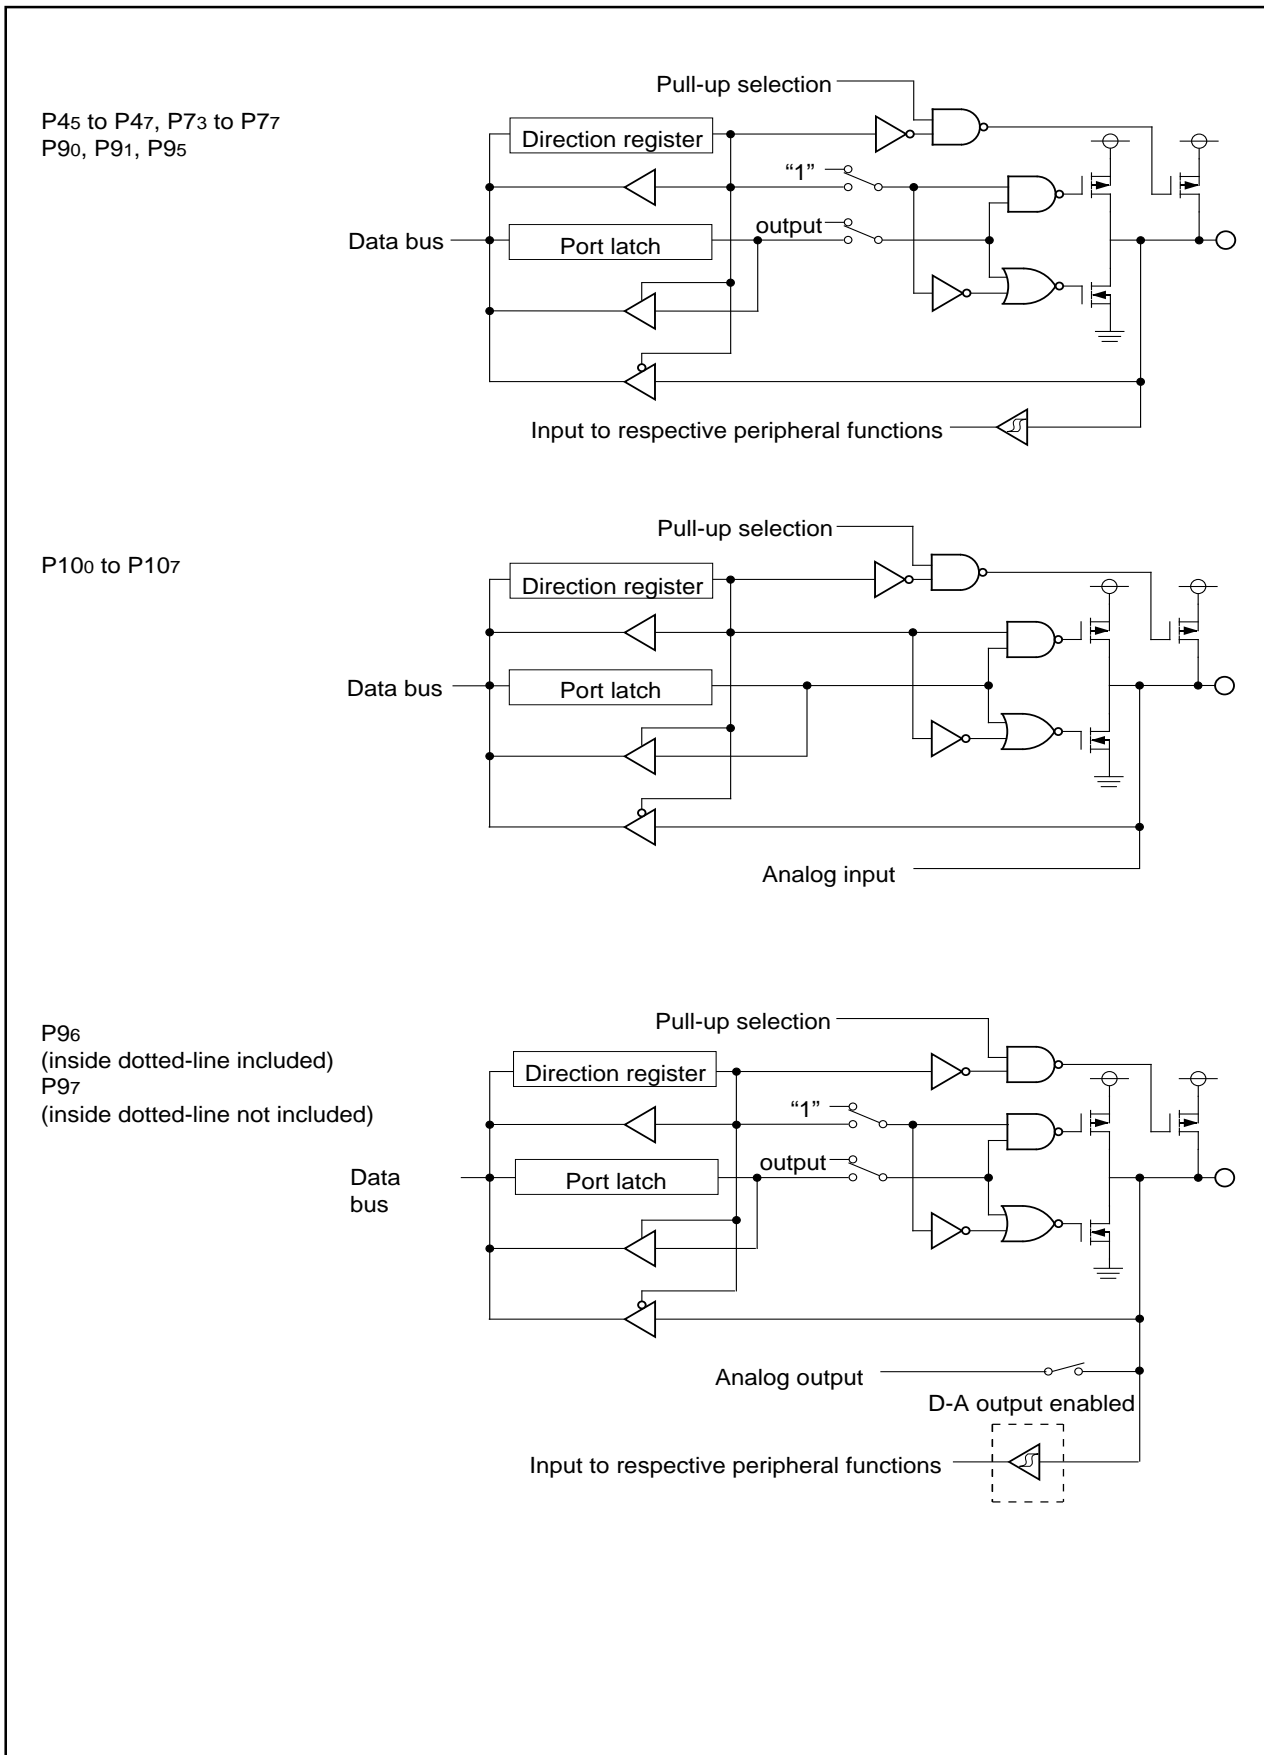 Pull-up selection
P45 to P47, P73 to P77
P90, P91, P95
Direction register
“1”
output
Data bus
Port latch
Input to respective peripheral functions
Pull-up selection
P100 to P107
Direction register
Data bus
Port latch
Analog input
P96
(inside dotted-line included)
P97
(inside dotted-line not included)
Pull-up selection
Direction register
“1”
output
Data
bus
Port latch
Analog output
D-A output enabled
Input to respective peripheral functions